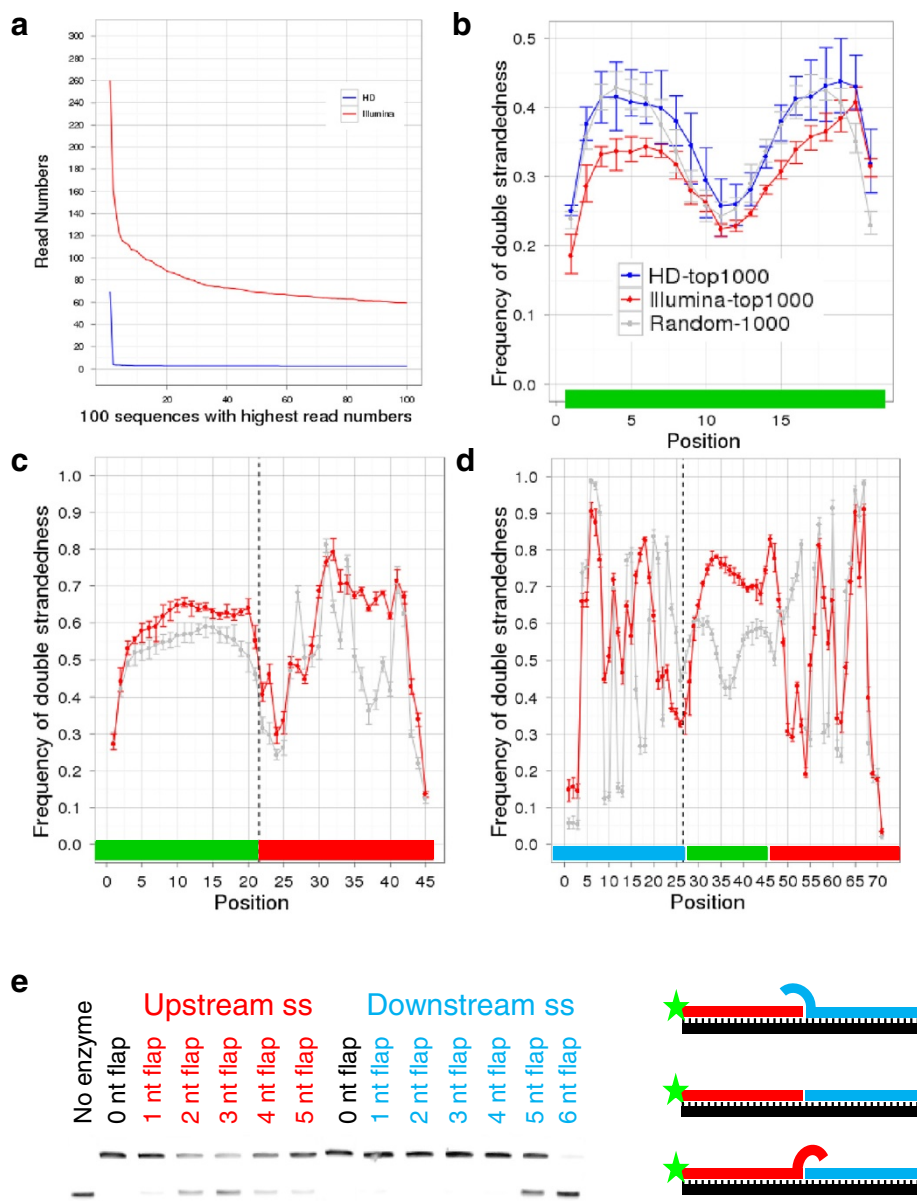 a
300
280
260
240
220
200
180
160
140
120
100
80
60
40
20
0
Read Numbers
HD
Illumina
20
40
60
80
100
100 sequences with highest read numbers
b
0.5
0.4
0.3
0.2
0.1
0.0
Frequency of double strandedness
HD-top1000
Illumina-top1000
Random-1000
0
5
10
15
Position
c
1.0
0.9
0.8
0.7
0.6
0.5
0.4
0.3
0.2
0.1
0.0
Frequency of double strandedness
0 5 10 15 20 25 30 35 40 45
Position
d
1.0
0.9
0.8
0.7
0.6
0.5
0.4
0.3
0.2
0.1
0.0
Frequency of double strandedness
0 5 10 15 20 25 30 35 40 45 50 55 60 65 70
Position
e
Upstream ss
Downstream ss
No enzyme
0 nt flap
1 nt flap
2 nt flap
3 nt flap
4 nt flap
5 nt flap
0 nt flap
1 nt flap
2 nt flap
3 nt flap
4 nt flap
5 nt flap
6 nt flap